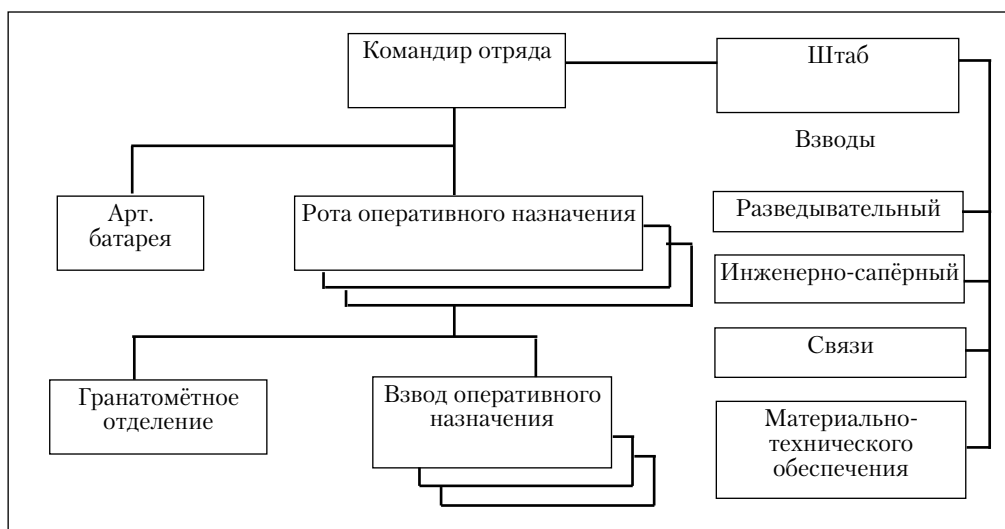 Командир отряда
Штаб
Взводы
Арт.
батарея
Рота оперативного назначения
Разведывательный
Инженерно-сапёрный
Связи
Гранатомётное
отделение
Взвод оперативного
назначения
Материально-
технического
обеспечения